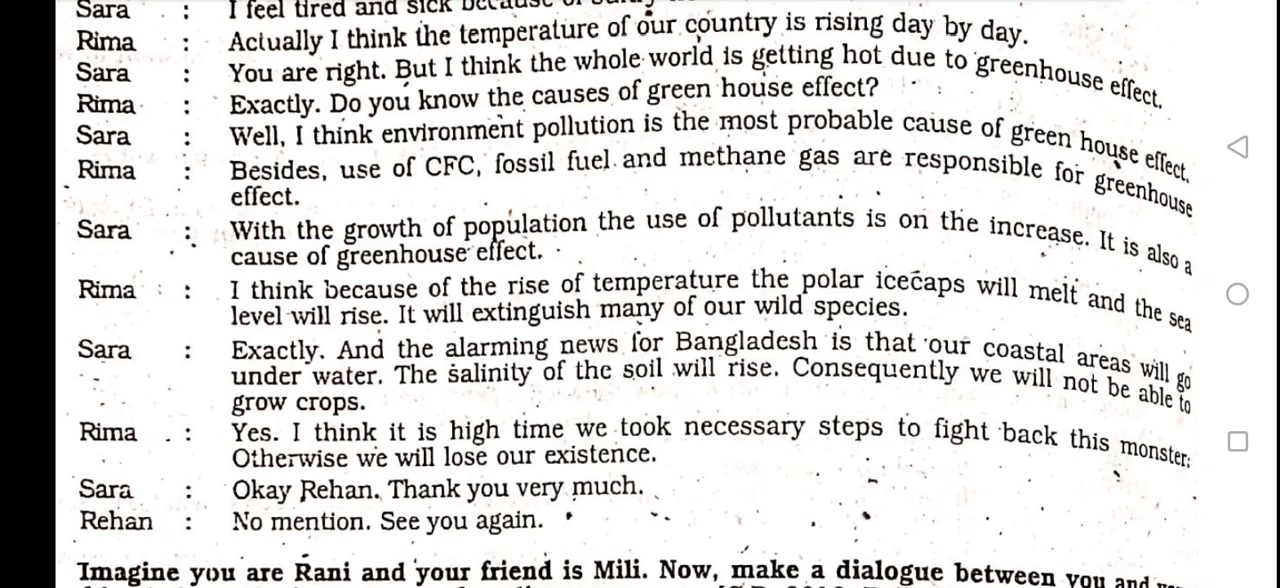 Sara : I feel tired and sick because of
Rima : Actually I think the temperature of our country is rising day by day.
Sara : You are right. But I think the whole world is getting hot due to greenhouse effect.
Rima : Exactly. Do you know the causes of green house effect?
Sara : Well, I think environment pollution is the most probable cause of green house effect.
Rima : Besides, use of CFC, fossil fuel and methane gas are responsible for greenhouse
effect.
Sara : With the growth of population the use of pollutants is on the increase. It is also a
cause of greenhouse effect.
Rima : I think because of the rise of temperature the polar icecaps will melt and the sea
level will rise. It will extinguish many of our wild species.
Sara : Exactly. And the alarming news for Bangladesh is that our coastal areas will go
under water. The salinity of the soil will rise. Consequently we will not be able to
grow crops.
Rima : Yes. I think it is high time we took necessary steps to fight back this monster.
Otherwise we will lose our existence.
Sara : Okay Rehan. Thank you very much.
Rehan : No mention. See you again.
Imagine you are Rani and your friend is Mili. Now, make a dialogue between you and